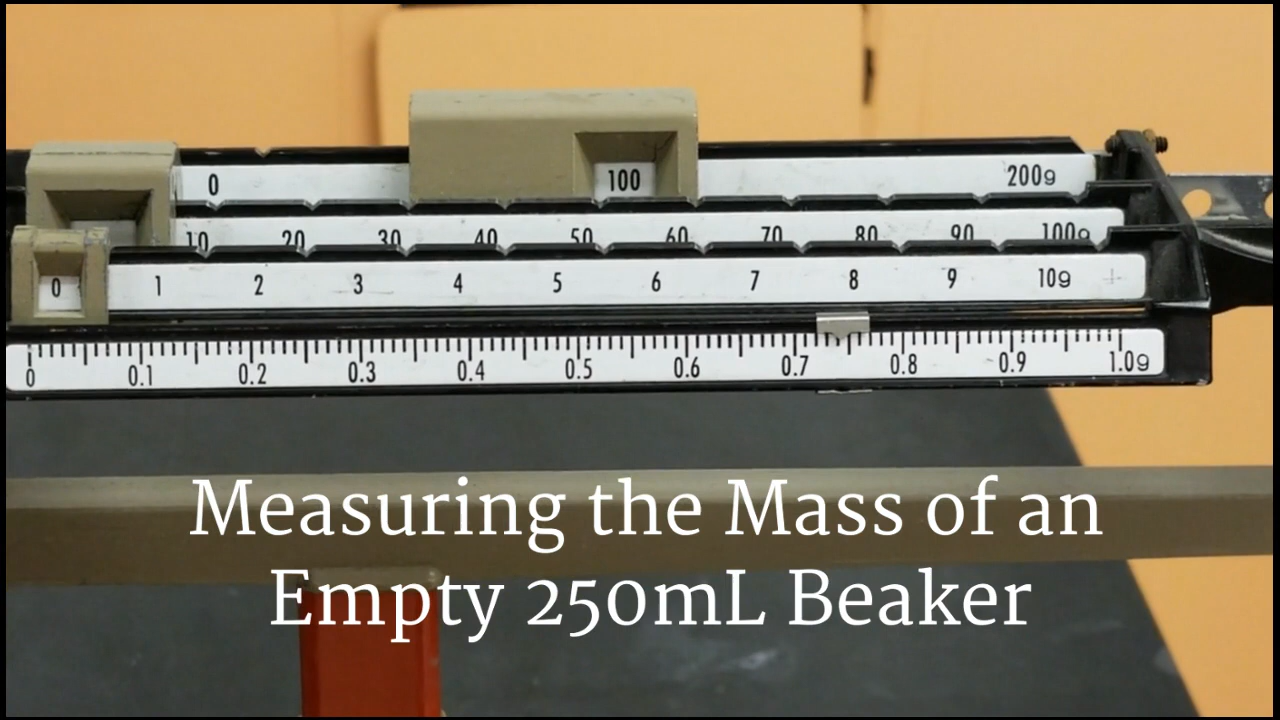 0 100 200g
10 20 30 40 50 60 70 80 90 100g
0 1 2 3 4 5 6 7 8 9 10g
0 0.1 0.2 0.3 0.4 0.5 0.6 0.7 0.8 0.9 1.0g
Measuring the Mass of an
Empty 250mL Beaker